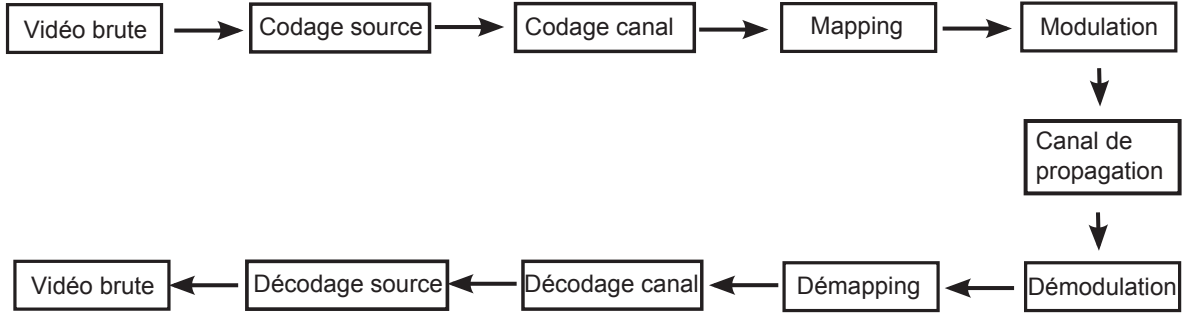 Vidéo brute
Codage source
Codage canal
Mapping
Modulation
Canal de
propagation
Démodulation
Démapping
Décodage canal
Décodage source
Vidéo brute